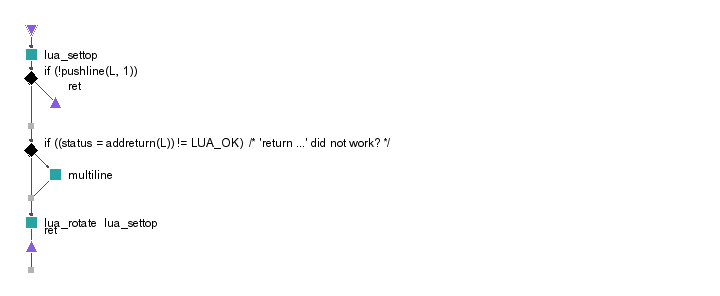 lua_settop
if (!pushline(L, 1))
ret
if ((status = addreturn(L)) != LUA_OK)  /* 'return ...' did not work? */
multiline
lua_rotate  lua_settop
ret